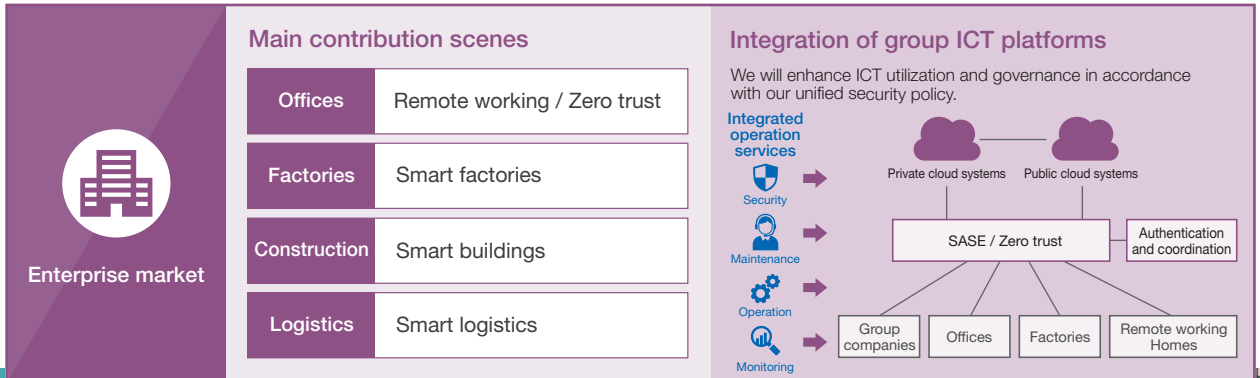 Enterprise market
Main contribution scenes
Offices
Remote working / Zero trust
Factories
Smart factories
Construction
Smart buildings
Logistics
Smart logistics
Integration of group ICT platforms
We will enhance ICT utilization and governance in accordance
with our unified security policy.
Integrated
operation
services
Security
Maintenance
Operation
Monitoring
Private cloud systems
Public cloud systems
SASE / Zero trust
Authentication
and coordination
Group
companies
Offices
Factories
Remote working
Homes